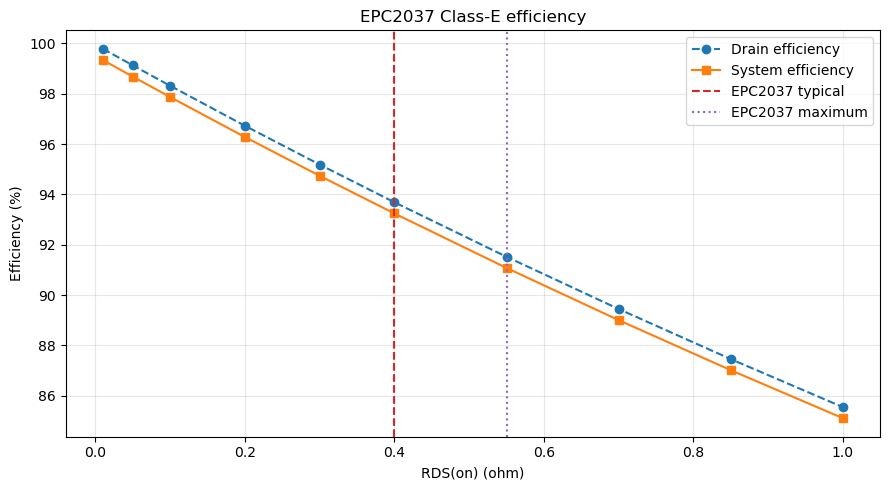 EPC2037 Class-E efficiency
Efficiency (%)
100
98
96
94
92
90
88
86
Drain efficiency
System efficiency
EPC2037 typical
EPC2037 maximum
0.0 0.2 0.4 0.6 0.8 1.0
RDS(on) (ohm)